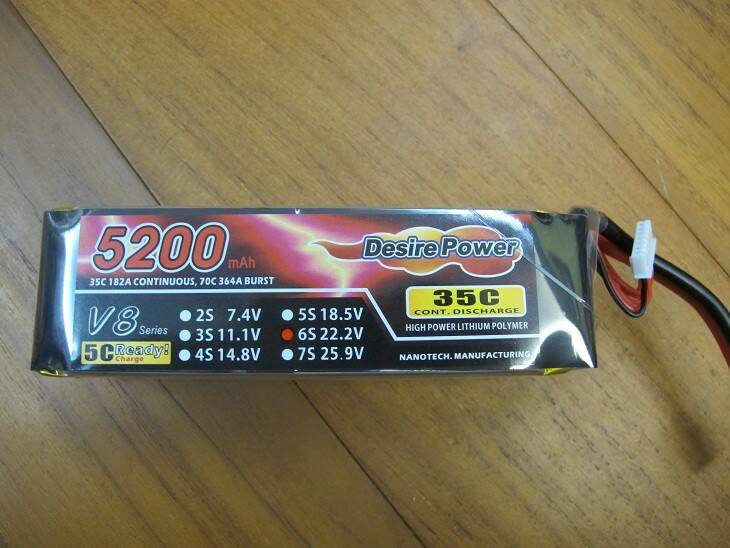 5200 mAh
35C 182A CONTINUOUS, 70C 364A BURST
Desire Power
V8 Series
5C Ready! Charge
2S 7.4V
3S 11.1V
4S 14.8V
5S 18.5V
6S 22.2V
7S 25.9V
35C
CONT. DISCHARGE
HIGH POWER LITHIUM POLYMER
NANOTECH. MANUFACTURING